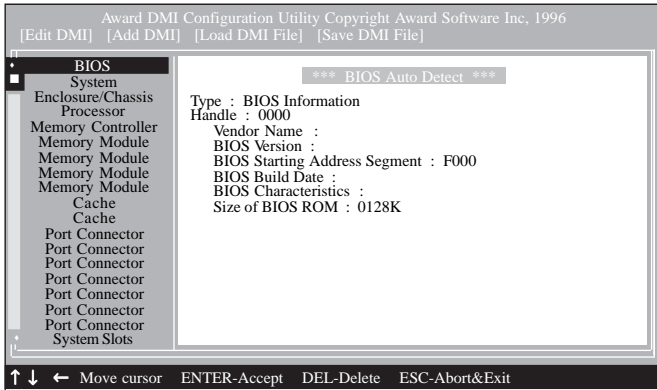 Award DMI Configuration Utility Copyright Award Software Inc, 1996
[Edit DMI] [Add DMI] [Load DMI File] [Save DMI File]
BIOS
System
Enclosure/Chassis
Processor
Memory Controller
Memory Module
Memory Module
Memory Module
Memory Module
Cache
Cache
Port Connector
Port Connector
Port Connector
Port Connector
Port Connector
Port Connector
Port Connector
System Slots
*** BIOS Auto Detect ***
Type : BIOS Information
Handle : 0000
Vendor Name :
BIOS Version :
BIOS Starting Address Segment : F000
BIOS Build Date :
BIOS Characteristics :
Size of BIOS ROM : 0128K
↑ ↓ ← Move cursor ENTER-Accept DEL-Delete ESC-Abort&Exit